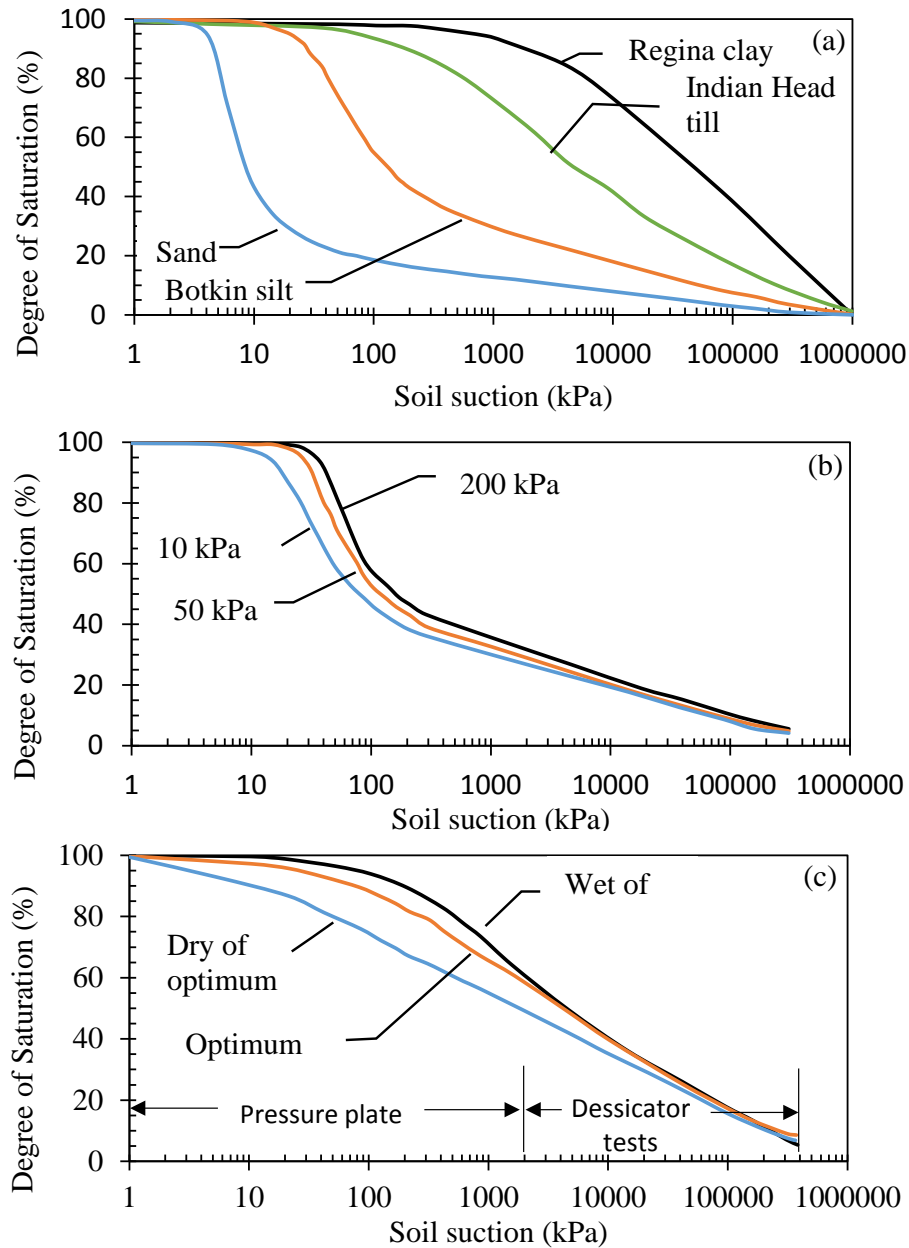 100
80
60
40
20
0
Degree of Saturation (%)
(a)
Regina clay
Indian Head
till
Sand
Botkin silt
1 10 100 1000 10000 100000 1000000
Soil suction (kPa)
100
80
60
40
20
0
Degree of Saturation (%)
(b)
200 kPa
10 kPa
50 kPa
1 10 100 1000 10000 100000 1000000
Soil suction (kPa)
100
80
60
40
20
0
Degree of Saturation (%)
(c)
Wet of
Dry of
optimum
Optimum
Pressure plate
Dessicator
tests
1 10 100 1000 10000 100000 1000000
Soil suction (kPa)